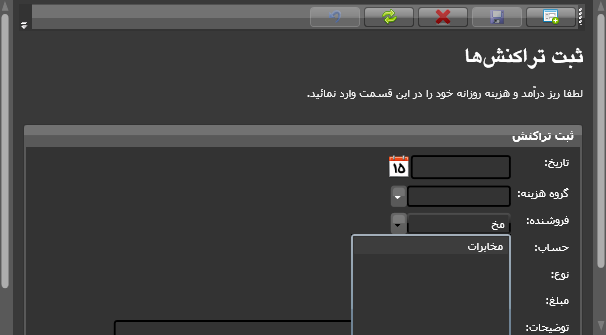 ثبت تراکنش‌ها
لطفا ریز درآمد و هزینه روزانه خود را در این قسمت وارد نمائید.
ثبت تراکنش
تاریخ:
۱۵
گروه هزینه:
فروشنده:
مخ
مخابرات
حساب:
نوع:
مبلغ:
توضیحات: